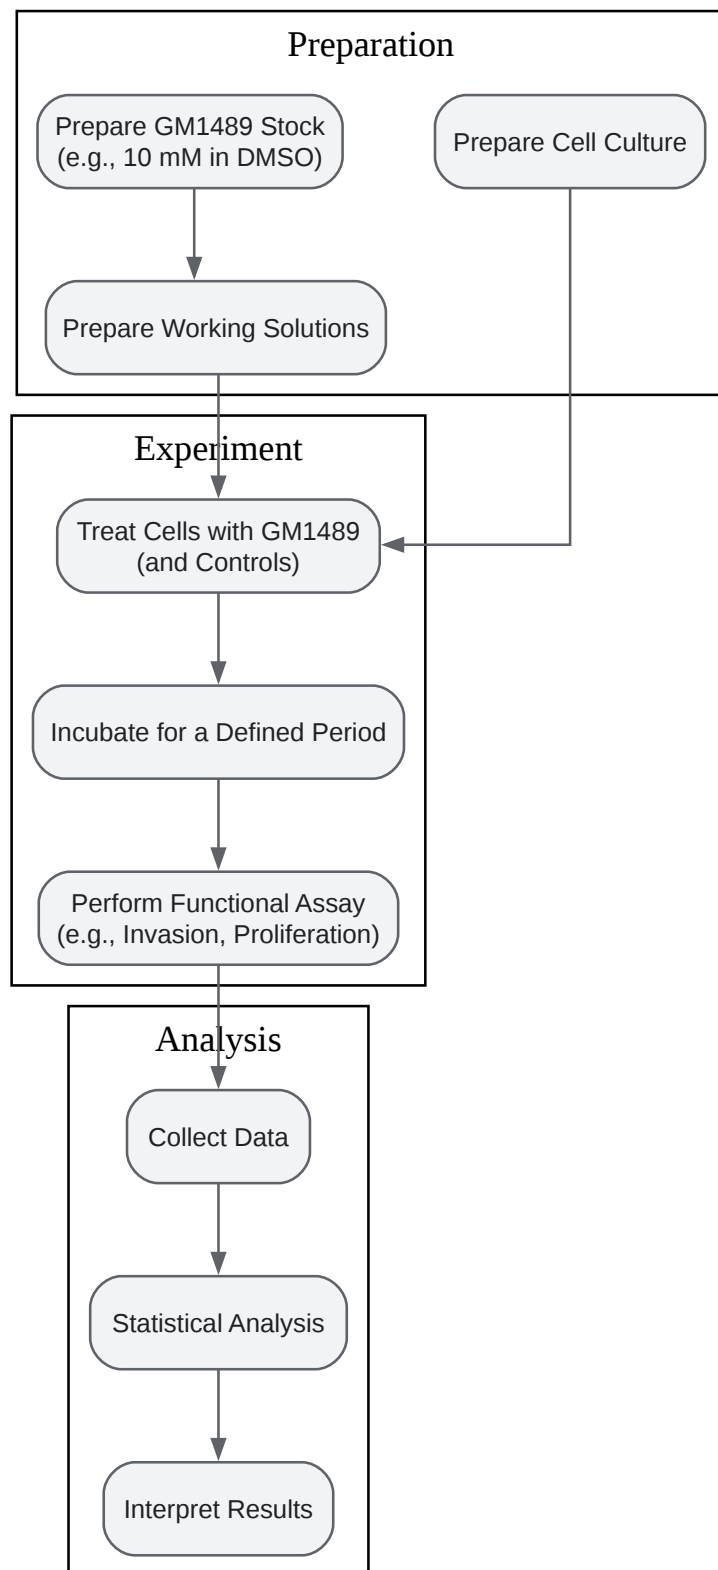 Preparation
Prepare GM1489 Stock
(e.g., 10 mM in DMSO)
Prepare Cell Culture
Prepare Working Solutions
Experiment
Treat Cells with GM1489
(and Controls)
Incubate for a Defined Period
Perform Functional Assay
(e.g., Invasion, Proliferation)
Analysis
Collect Data
Statistical Analysis
Interpret Results